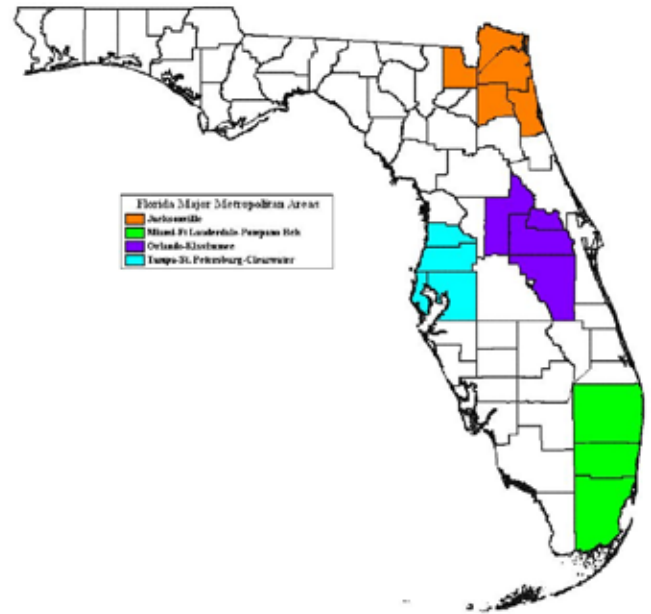 Florida Major Metropolitan Areas
Jacksonville
Miami-Ft Lauderdale-Pompano Bch
Orlando-Kissimmee
Tampa-St. Petersburg-Clearwater